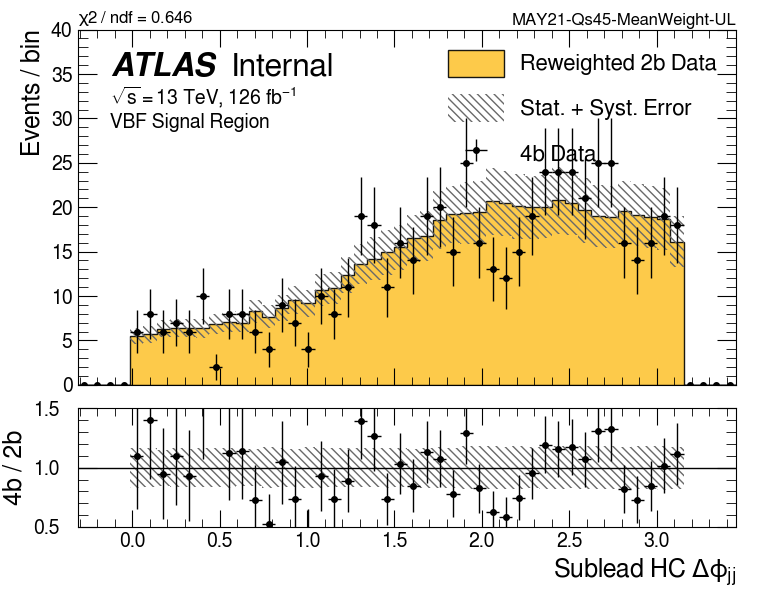 χ2 / ndf = 0.646
MAY21-Qs45-MeanWeight-UL
ATLAS Internal
√s = 13 TeV, 126 fb⁻¹
VBF Signal Region
Reweighted 2b Data
Stat. + Syst. Error
4b Data
Events / bin
40
35
30
25
20
15
10
5
0
4b / 2b
1.5
1.0
0.5
0.0 0.5 1.0 1.5 2.0 2.5 3.0
Sublead HC Δϕjj